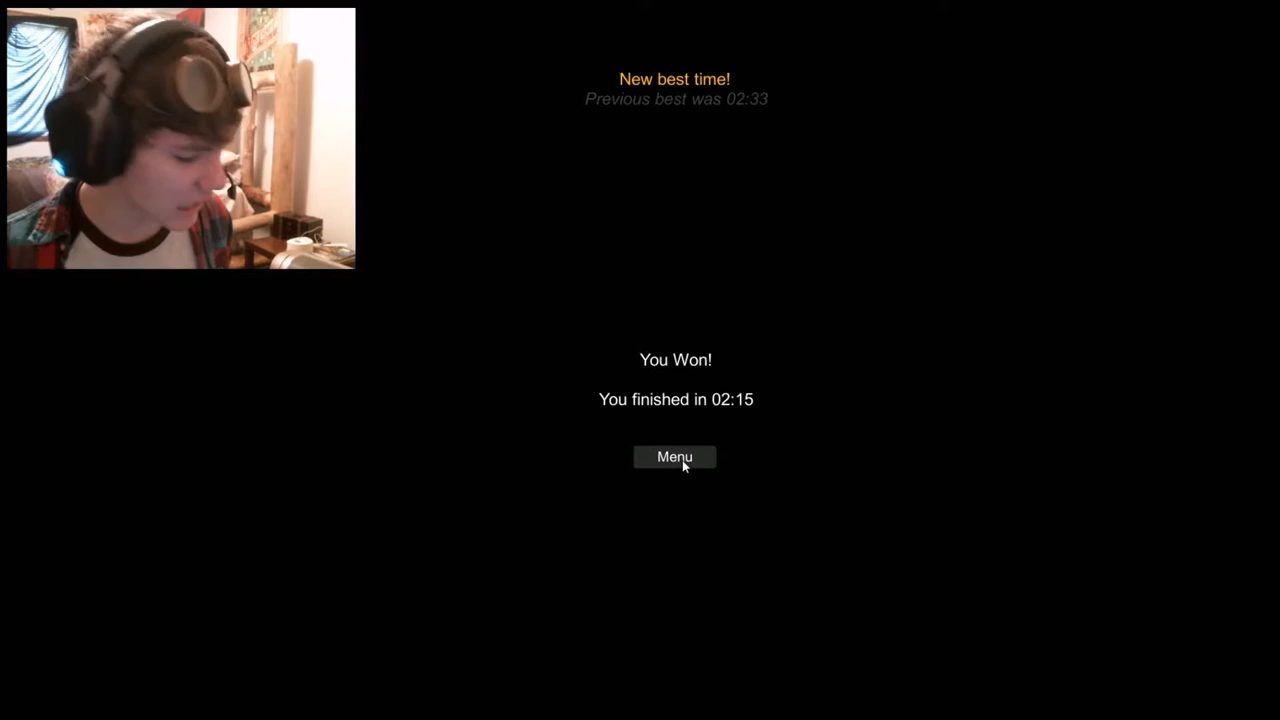 New best time!
Previous best was 02:33
You Won!
You finished in 02:15
Menu